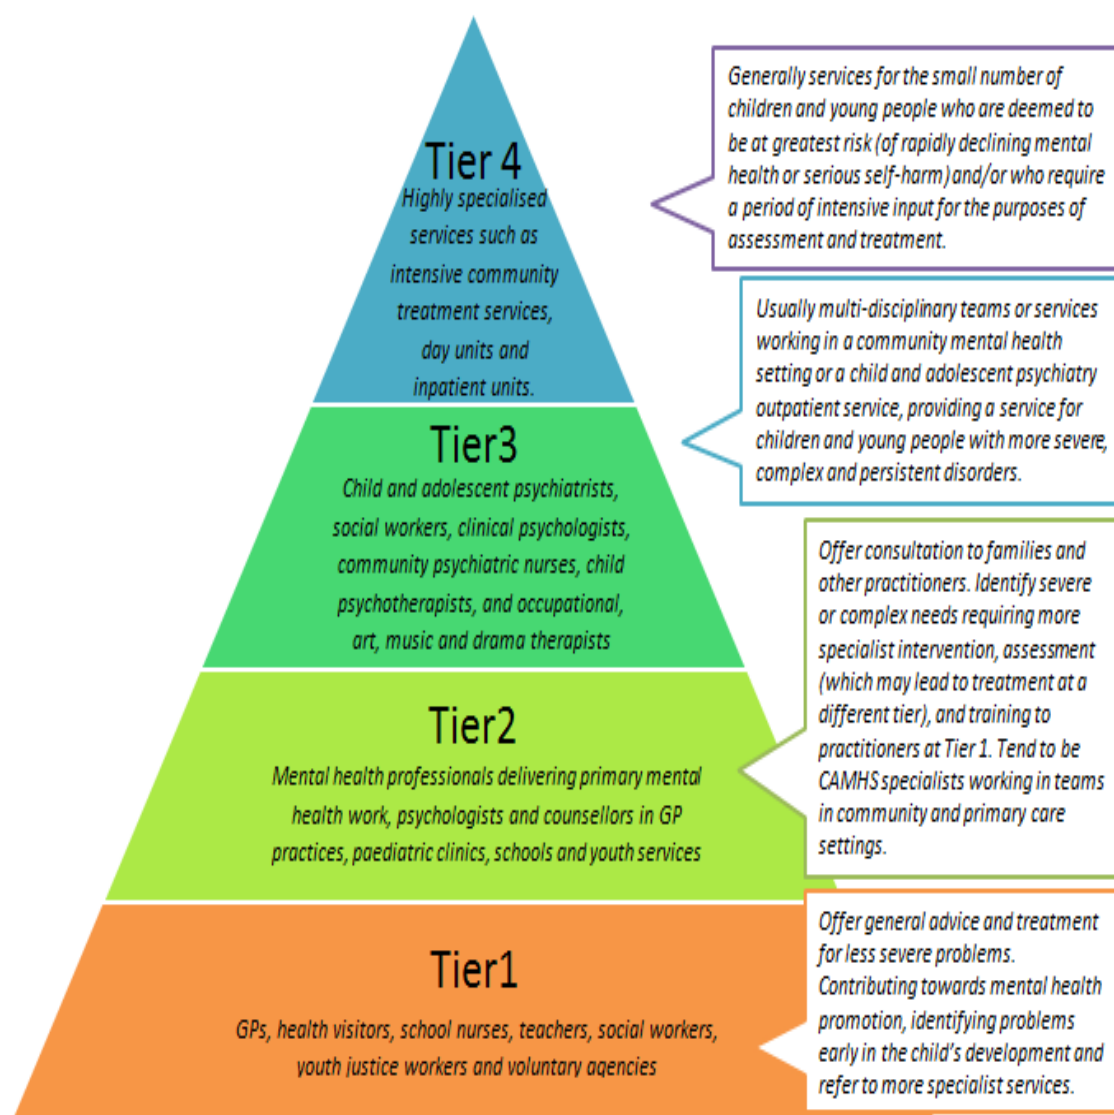 Tier 4
Highly specialised
services such as
intensive community
treatment services,
day units and
inpatient units.
Generally services for the small number of
children and young people who are deemed to
be at greatest risk (of rapidly declining mental
health or serious self-harm) and/or who require
a period of intensive input for the purposes of
assessment and treatment.
Tier3
Child and adolescent psychiatrists,
social workers, clinical psychologists,
community psychiatric nurses, child
psychotherapists, and occupational,
art, music and drama therapists
Usually multi-disciplinary teams or services
working in a community mental health
setting or a child and adolescent psychiatry
outpatient service, providing a service for
children and young people with more severe,
complex and persistent disorders.
Tier2
Mental health professionals delivering primary mental
health work, psychologists and counsellors in GP
practices, paediatric clinics, schools and youth services
Offer consultation to families and
other practitioners. Identify severe
or complex needs requiring more
specialist intervention, assessment
(which may lead to treatment at a
different tier), and training to
practitioners at Tier 1. Tend to be
CAMHS specialists working in teams
in community and primary care
settings.
Tier1
GPs, health visitors, school nurses, teachers, social workers,
youth justice workers and voluntary agencies
Offer general advice and treatment
for less severe problems.
Contributing towards mental health
promotion, identifying problems
early in the child's development and
refer to more specialist services.